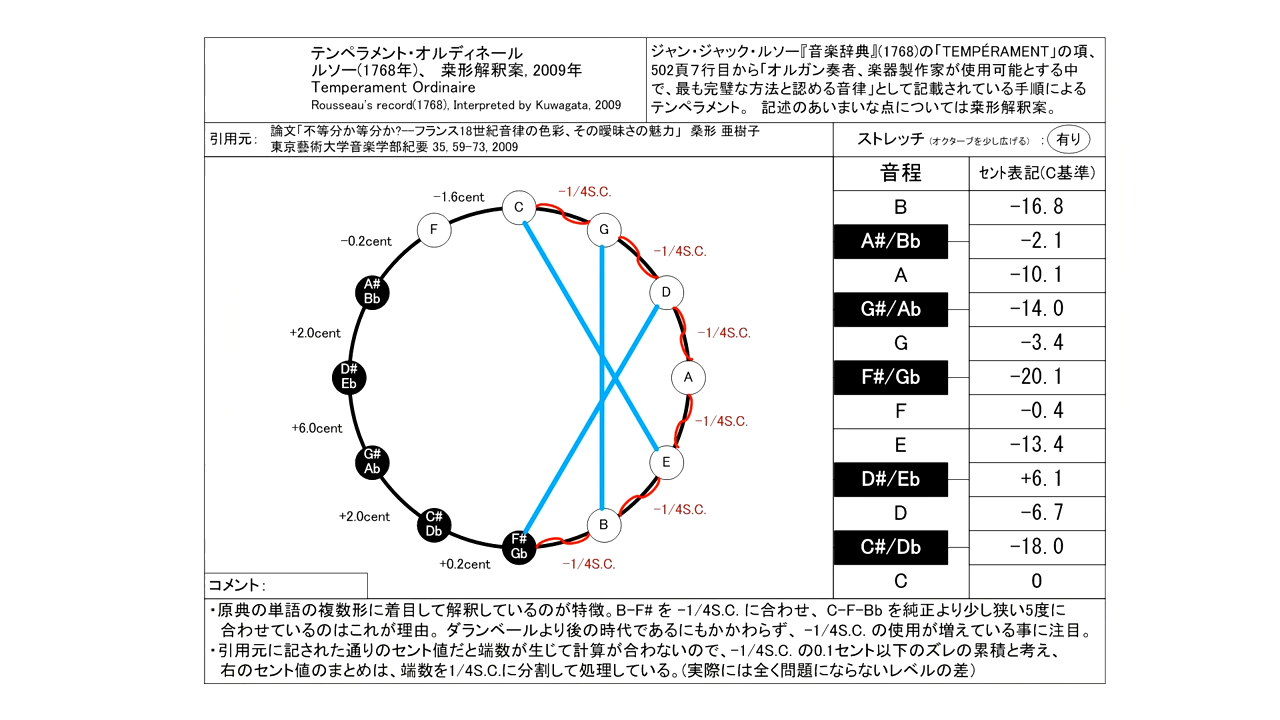 テンペラメント・オルディネール
ルソー(1768年)、 桒形解釈案, 2009年
Temperament Ordinaire
Rousseau's record(1768), Interpreted by Kuwagata, 2009
ジャン・ジャック・ルソー『音楽辞典』(1768)の「TEMPÉRAMENT」の項、
502頁7行目から「オルガン奏者、楽器製作家が使用可能とする中
で、最も完璧な方法と認める音律」として記載されている手順による
テンペラメント。 記述のあいまいな点については桒形解釈案。
引用元:
論文「不等分か等分か?--フランス18世紀音律の色彩、その曖昧さの魅力」 桑形 亜樹子
東京藝術大学音楽学部紀要 35, 59-73, 2009
ストレッチ (オクターブを少し広げる) : 有り
音程
セント表記(C基準)
B
-16.8
A#/Bb
-2.1
A
-10.1
G#/Ab
-14.0
G
-3.4
F#/Gb
-20.1
F
-0.4
E
-13.4
D#/Eb
+6.1
D
-6.7
C#/Db
-18.0
C
0
C
-1/4S.C.
G
-1/4S.C.
D
-1/4S.C.
A
-1/4S.C.
E
-1/4S.C.
B
-1/4S.C.
F#
Gb
+0.2cent
C#
Db
+2.0cent
G#
Ab
+6.0cent
D#
Eb
+2.0cent
A#
Bb
-0.2cent
F
-1.6cent
コメント:
・原典の単語の複数形に着目して解釈しているのが特徴。B-F# を -1/4S.C. に合わせ、 C-F-Bb を純正より少し狭い5度に
合わせているのはこれが理由。 ダランベールより後の時代であるにもかかわらず、 -1/4S.C. の使用が増えている事に注目。
・引用元に記された通りのセント値だと端数が生じて計算が合わないので、-1/4S.C. の0.1セント以下のズレの累積と考え、
右のセント値のまとめは、端数を1/4S.C.に分割して処理している。(実際には全く問題にならないレベルの差)